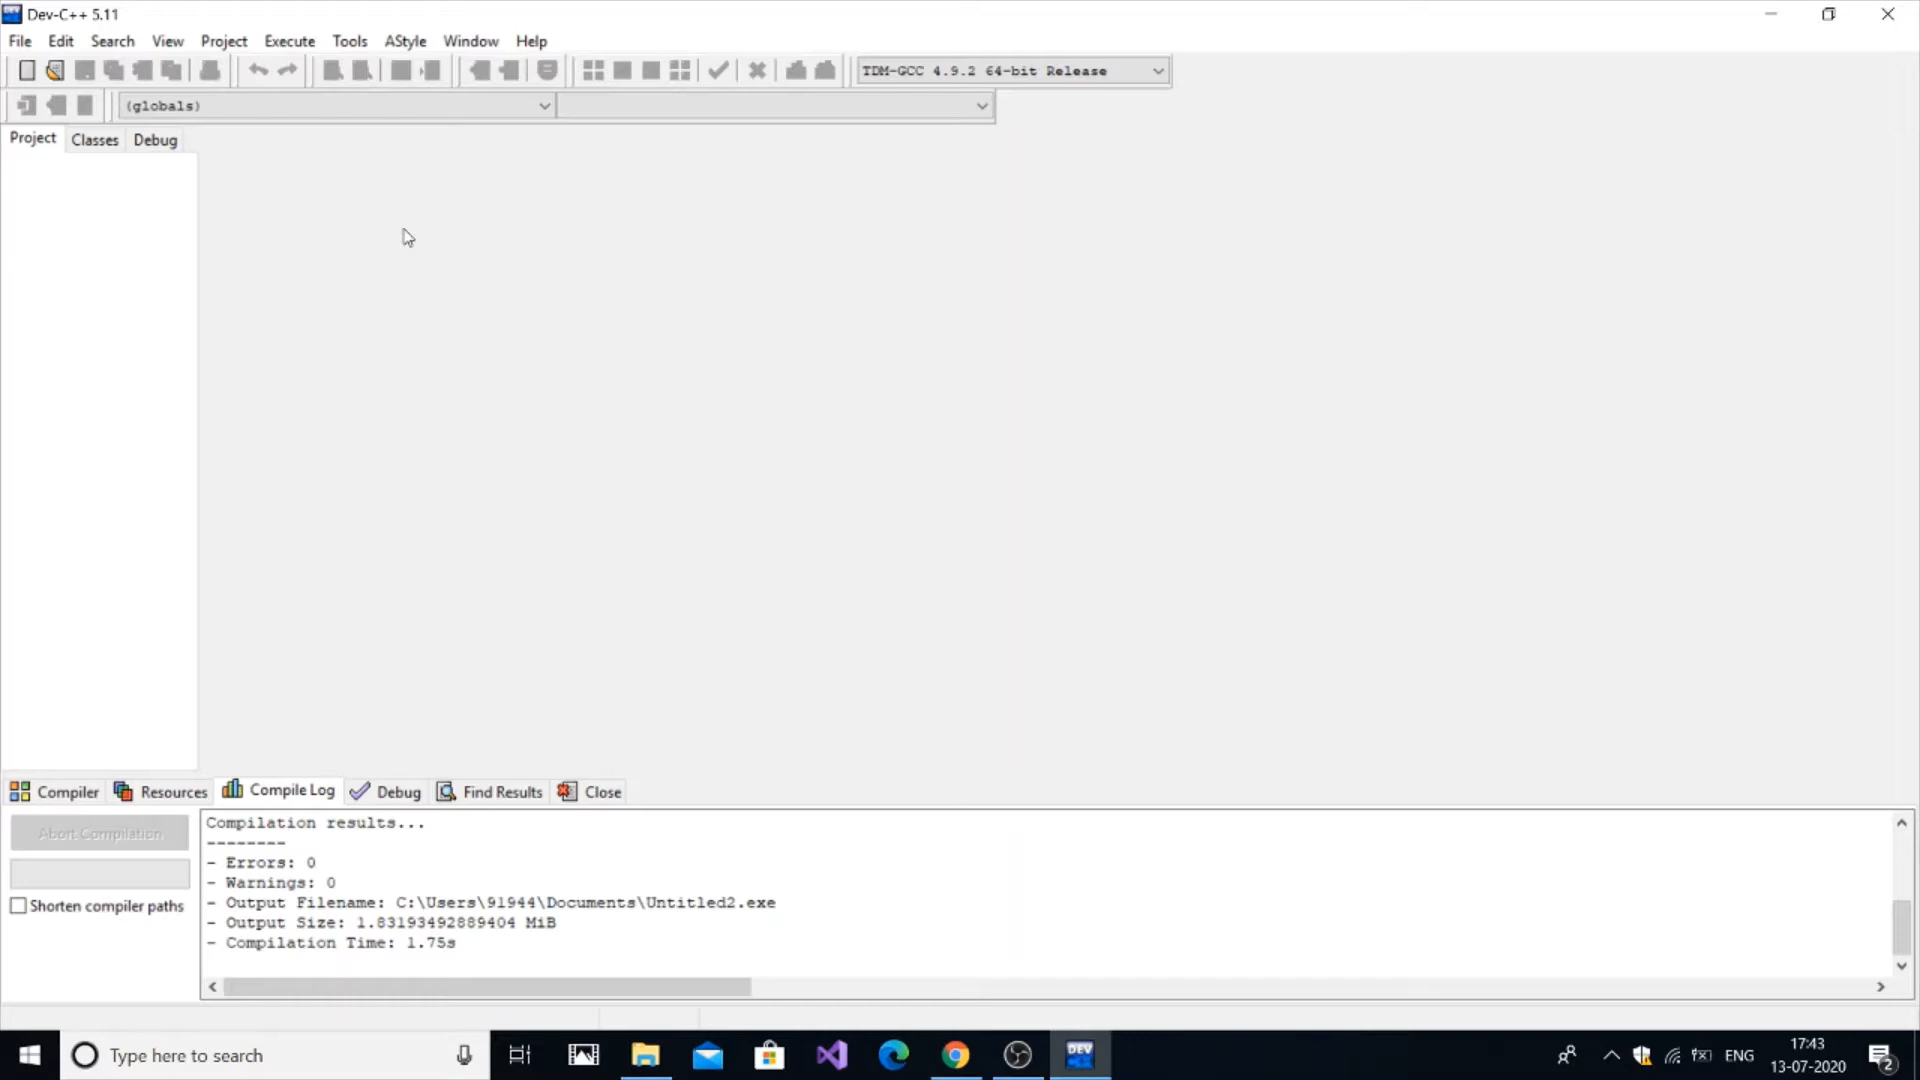 Dev-C++ 5.11
File Edit Search View Project Execute Tools AStyle Window Help
TDM-GCC 4.9.2 64-bit Release
(globals)
Project Classes Debug
Compiler Resources Compile Log Debug Find Results Close
Abort Compilation
Shorten compiler paths
Compilation results...
--------
- Errors: 0
- Warnings: 0
- Output Filename: C:\Users\91944\Documents\Untitled2.exe
- Output Size: 1.83193492889404 MiB
- Compilation Time: 1.75s
Type here to search
DEV
ENG
17:43
13-07-2020
2